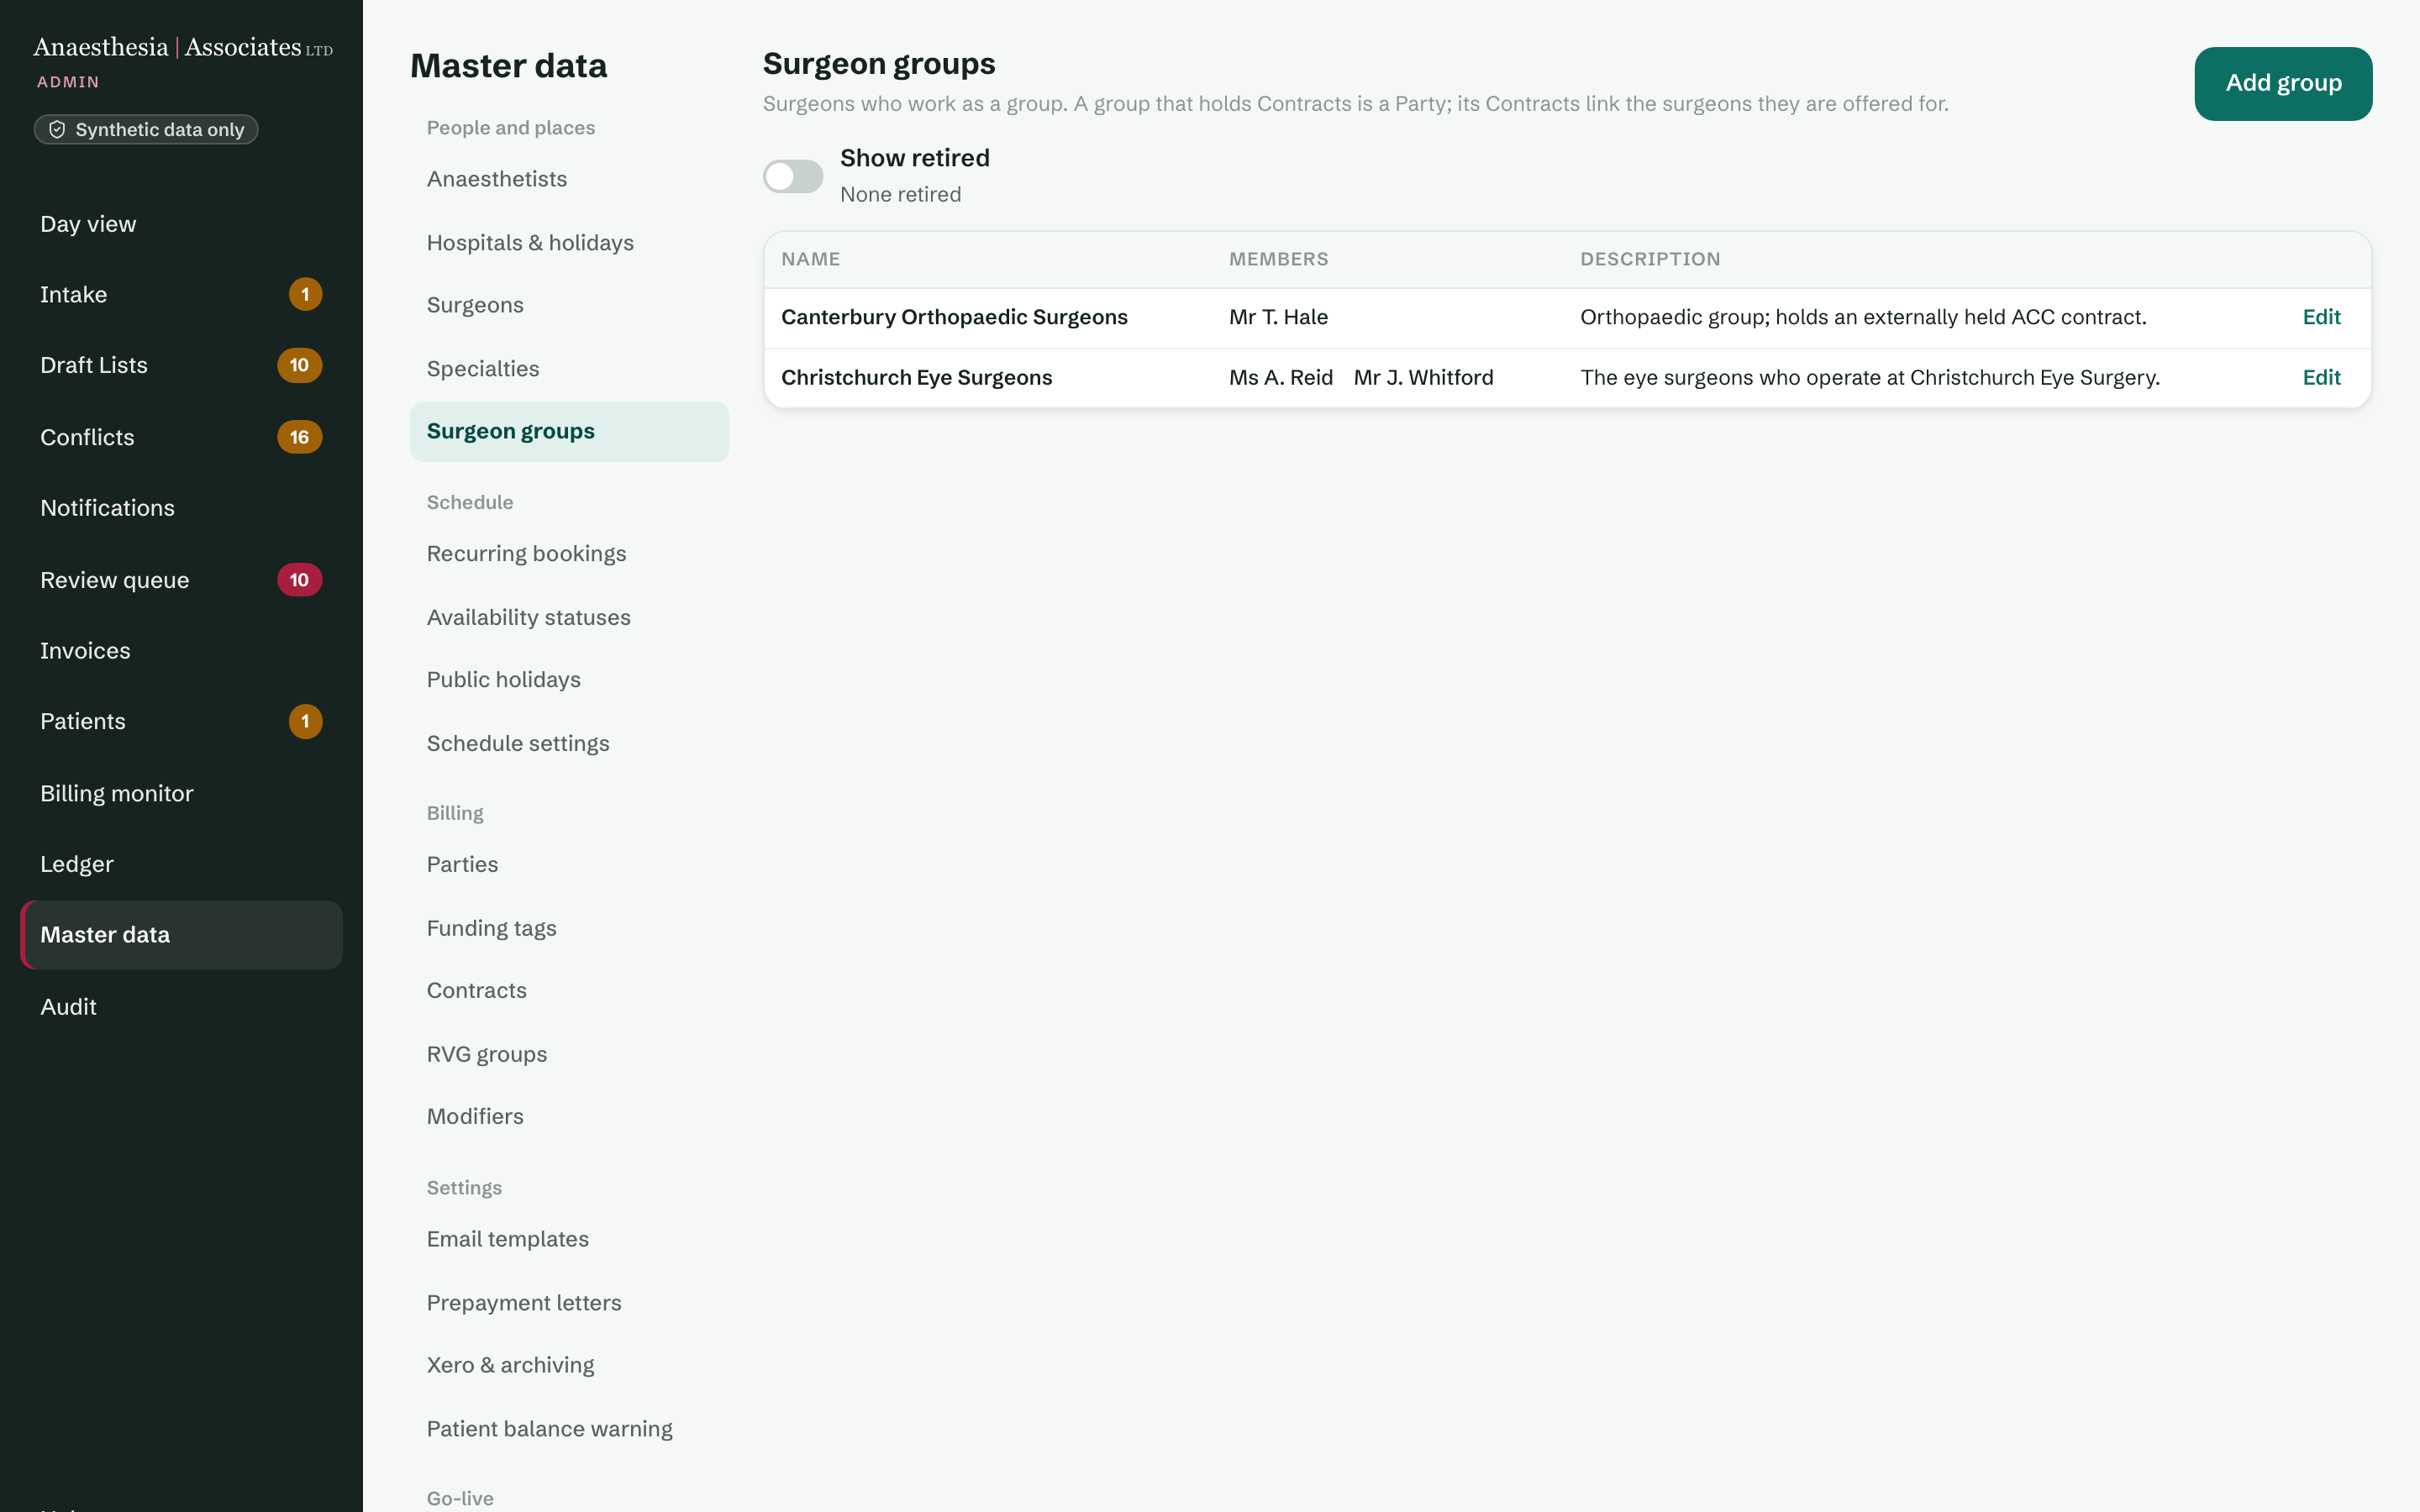 Anaesthesia | Associates LTD
ADMIN
Synthetic data only
Day view
Intake 1
Draft Lists 10
Conflicts 16
Notifications
Review queue 10
Invoices
Patients 1
Billing monitor
Ledger
Master data
Audit
Master data
People and places
Anaesthetists
Hospitals & holidays
Surgeons
Specialties
Surgeon groups
Schedule
Recurring bookings
Availability statuses
Public holidays
Schedule settings
Billing
Parties
Funding tags
Contracts
RVG groups
Modifiers
Settings
Email templates
Prepayment letters
Xero & archiving
Patient balance warning
Go-live
Surgeon groups
Surgeons who work as a group. A group that holds Contracts is a Party; its Contracts link the surgeons they are offered for.
Add group
Show retired
None retired
NAME MEMBERS DESCRIPTION
Canterbury Orthopaedic Surgeons Mr T. Hale Orthopaedic group; holds an externally held ACC contract. Edit
Christchurch Eye Surgeons Ms A. Reid Mr J. Whitford The eye surgeons who operate at Christchurch Eye Surgery. Edit